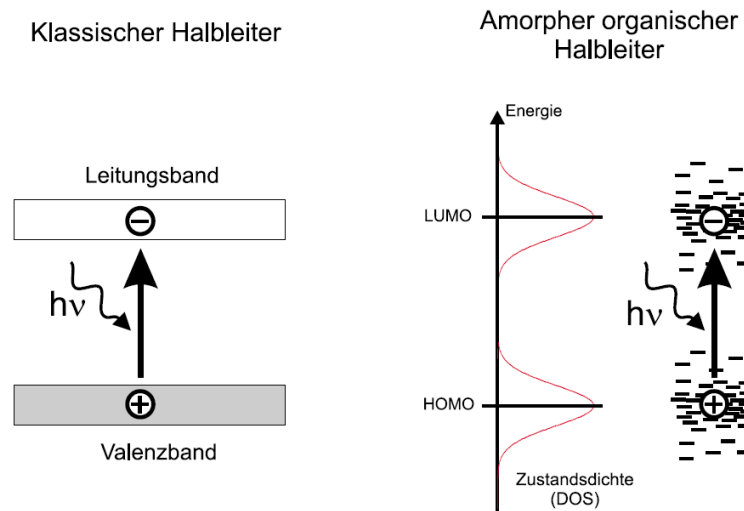 Klassischer Halbleiter
Leitungsband
−
hν
+
Valenzband
Amorpher organischer
Halbleiter
Energie
LUMO
−
hν
HOMO
+
Zustandsdichte
(DOS)